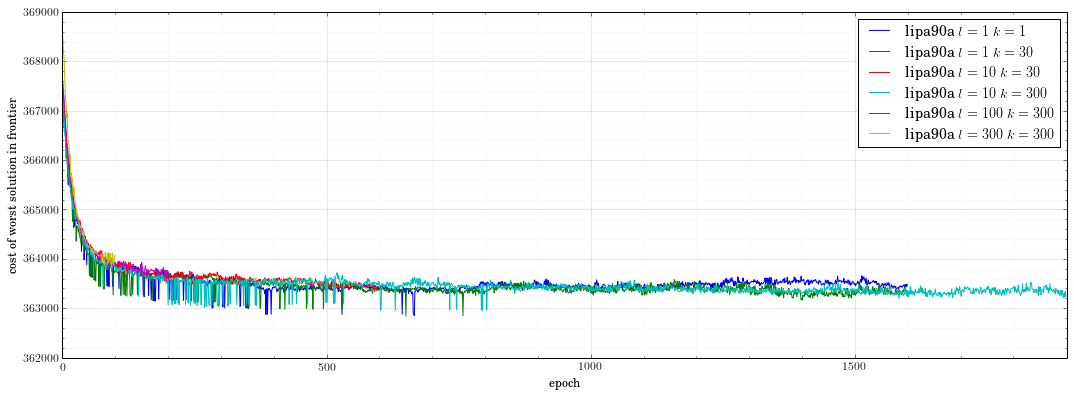 369000
368000
367000
366000
365000
364000
363000
362000
cost of worst solution in frontier
0
500
1000
1500
epoch
lipa90a l = 1 k = 1
lipa90a l = 1 k = 30
lipa90a l = 10 k = 30
lipa90a l = 10 k = 300
lipa90a l = 100 k = 300
lipa90a l = 300 k = 300